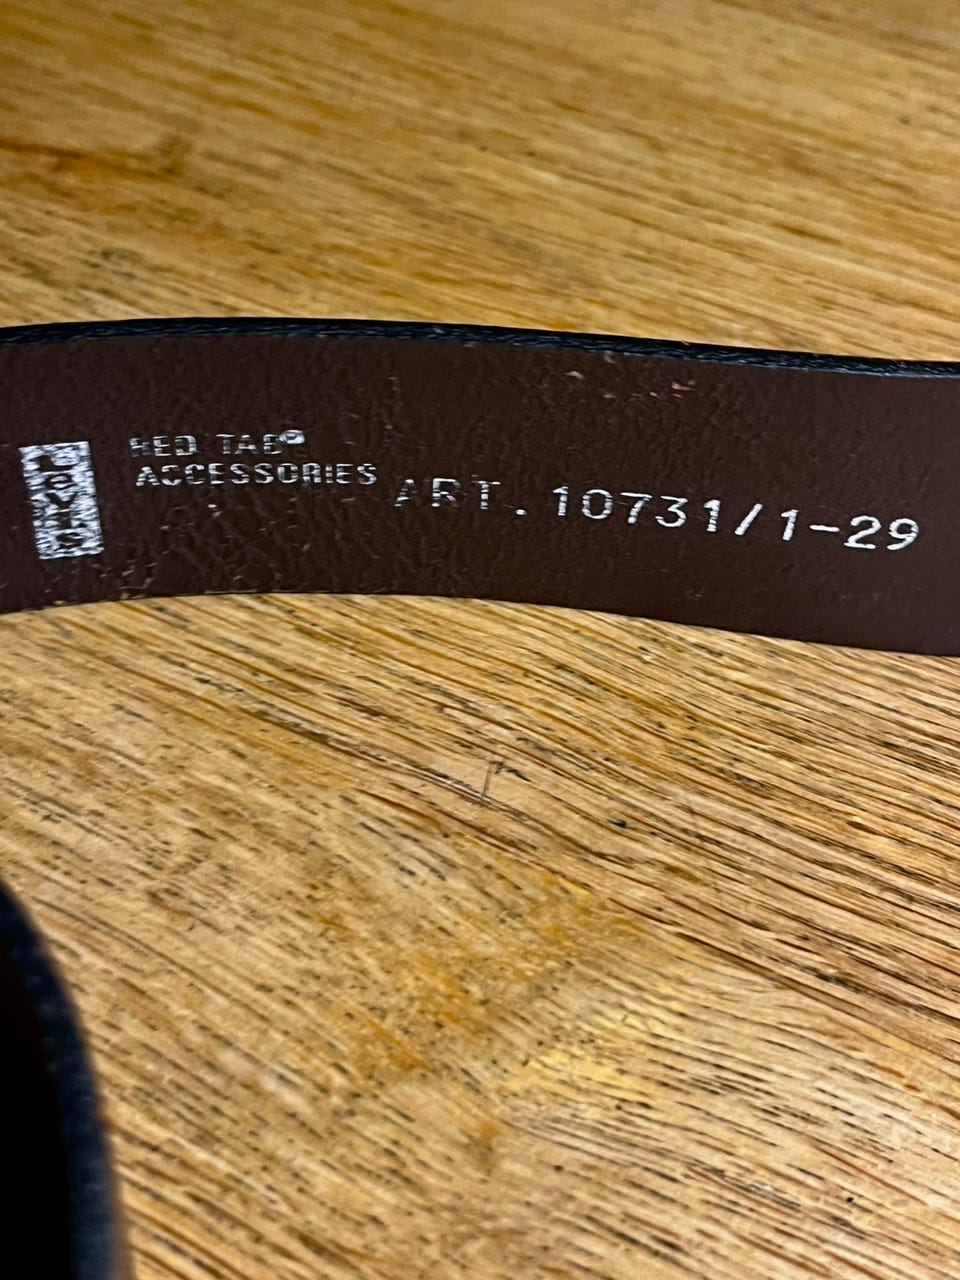 Levi's
RED TAB®
ACCESSORIES
ART. 10731/1-29